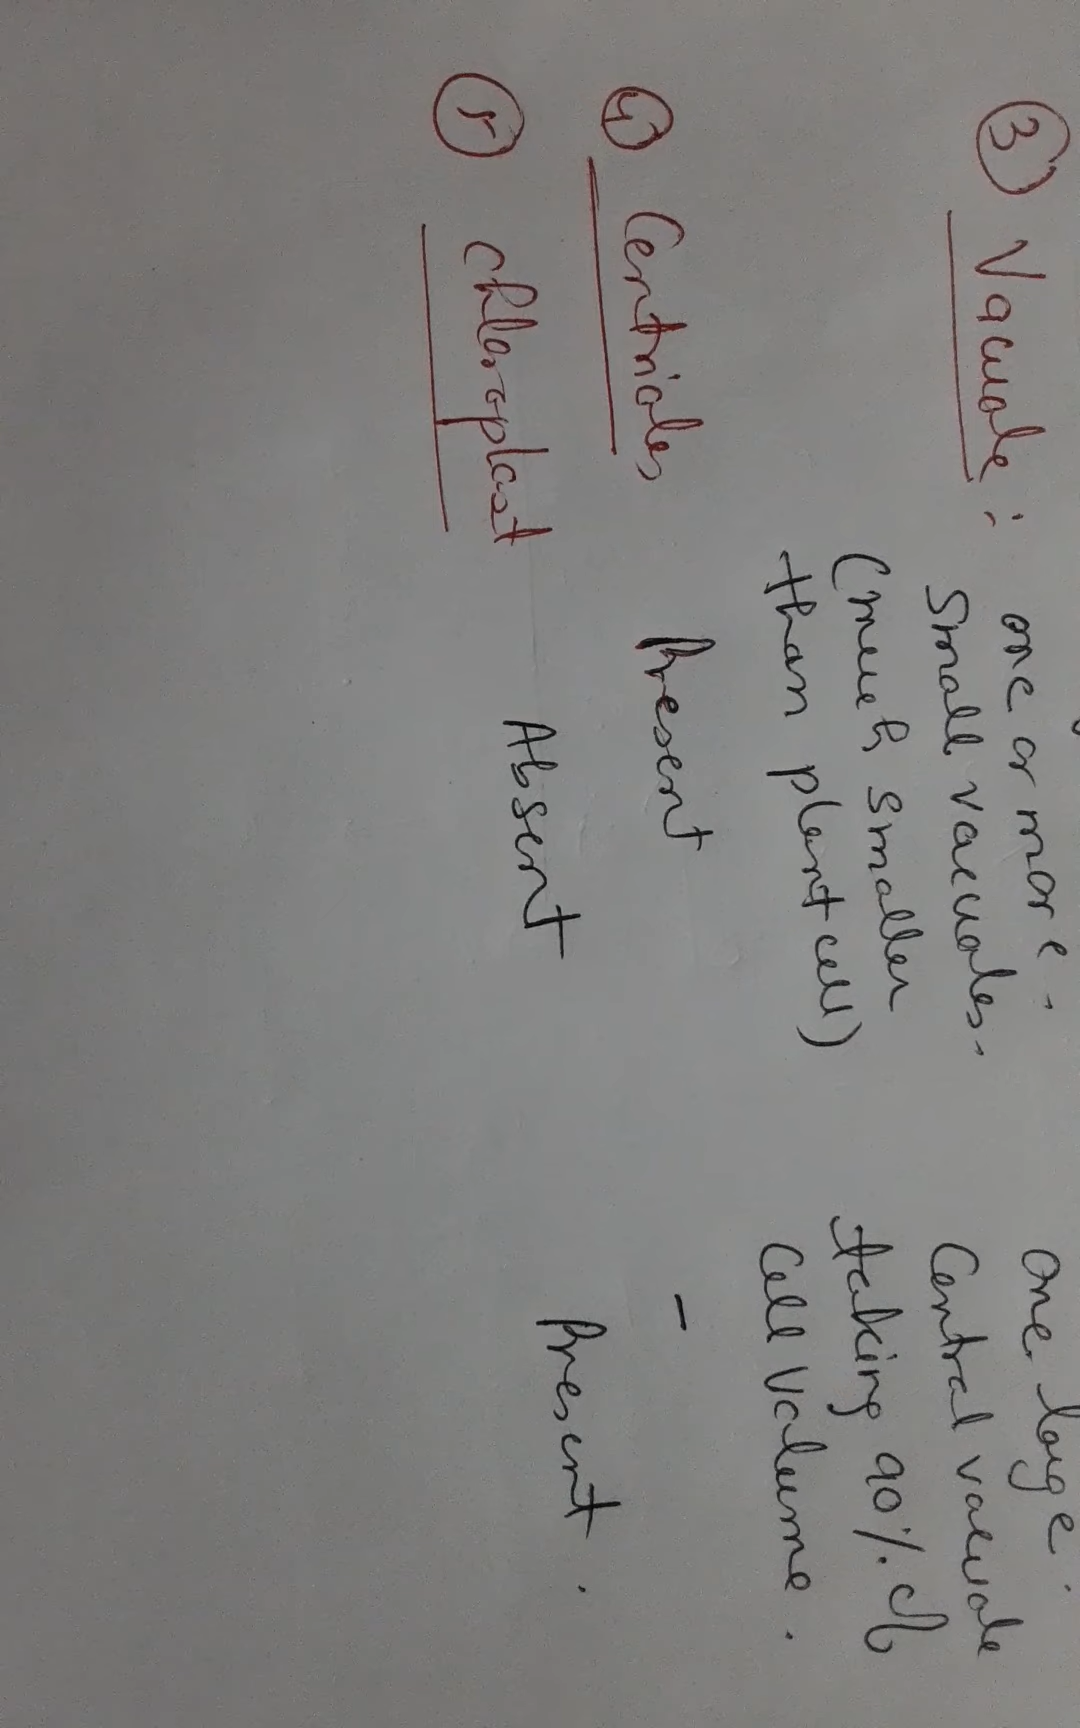 ③ Vacuole : one or more. One large.
small vacuoles. Central vacuole
(much smaller taking 90% of
than plant cell) Cell volume.
④ Centrioles Present -
⑤ chloroplast Absent Present.